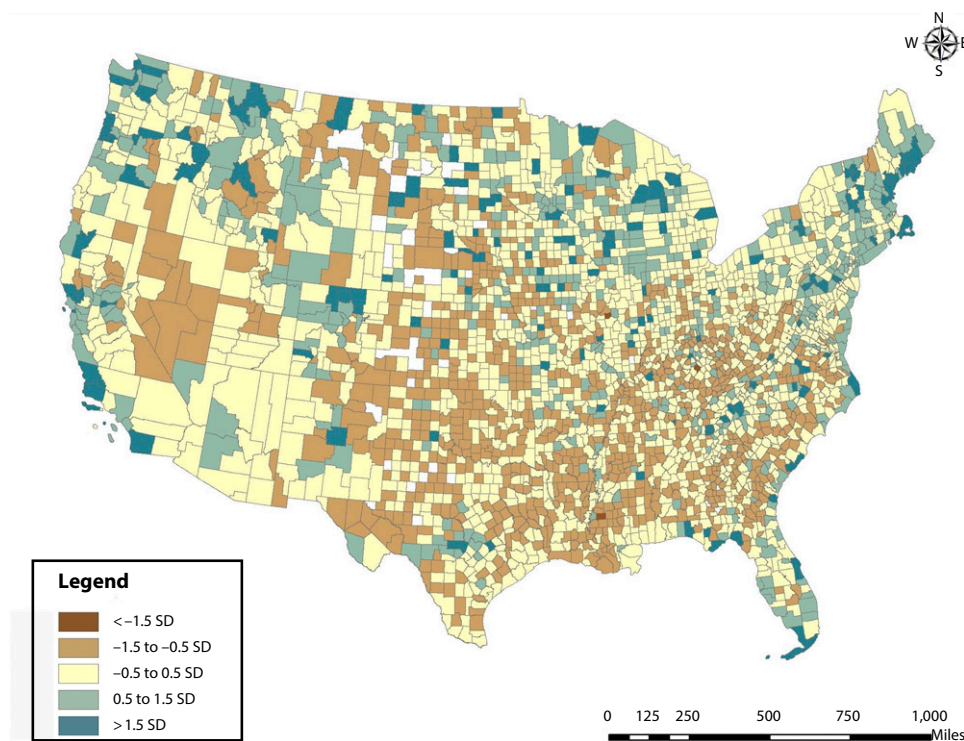 N
W E
S
Legend
< –1.5 SD
–1.5 to –0.5 SD
–0.5 to 0.5 SD
0.5 to 1.5 SD
> 1.5 SD
0 125 250 500 750 1,000
Miles